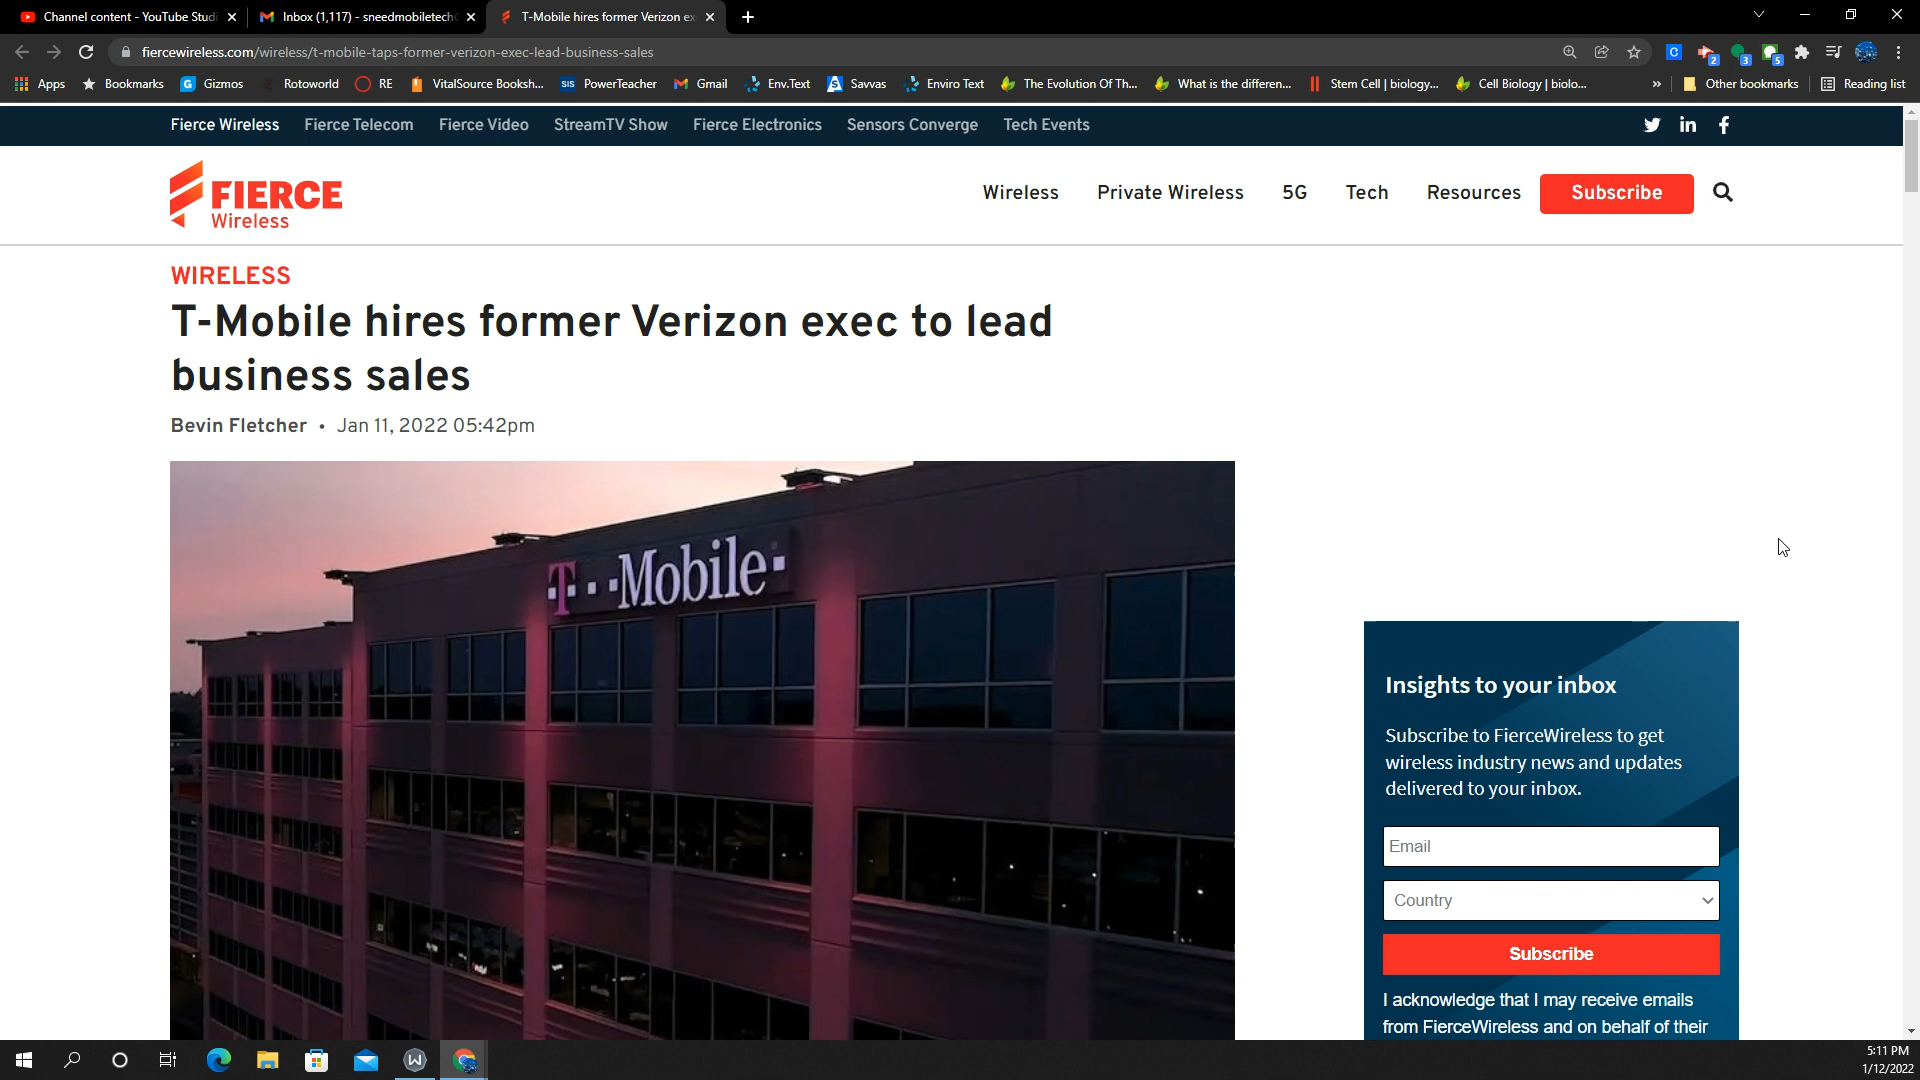 Channel content - YouTube Studi
Inbox (1,117) - sneedmobiletech
T-Mobile hires former Verizon ex
fiercewireless.com/wireless/t-mobile-taps-former-verizon-exec-lead-business-sales
2
3
5
Apps
Bookmarks
Gizmos
Rotoworld
RE
VitalSource Booksh...
SIS
PowerTeacher
Gmail
Env.Text
Savvas
Enviro Text
The Evolution Of Th...
What is the differen...
Stem Cell | biology...
Cell Biology | biolo...
»
Other bookmarks
Reading list
Fierce Wireless
Fierce Telecom
Fierce Video
StreamTV Show
Fierce Electronics
Sensors Converge
Tech Events
FIERCE
Wireless
Wireless
Private Wireless
5G
Tech
Resources
Subscribe
WIRELESS
T-Mobile hires former Verizon exec to lead
business sales
Bevin Fletcher • Jan 11, 2022 05:42pm
T··Mobile·
Insights to your inbox
Subscribe to FierceWireless to get
wireless industry news and updates
delivered to your inbox.
Email
Country
Subscribe
I acknowledge that I may receive emails
from FierceWireless and on behalf of their
5:11 PM
1/12/2022